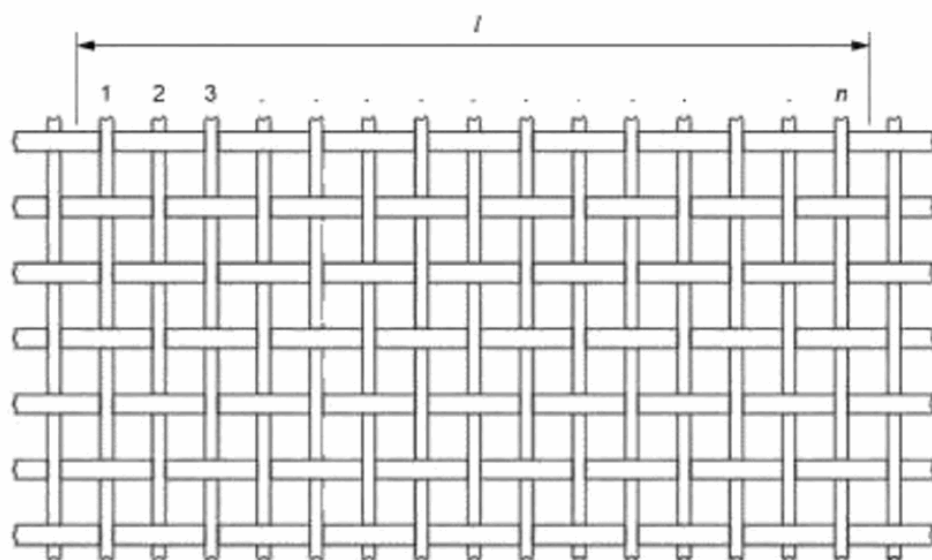 l
1 2 3 . . . . . . . . . . n